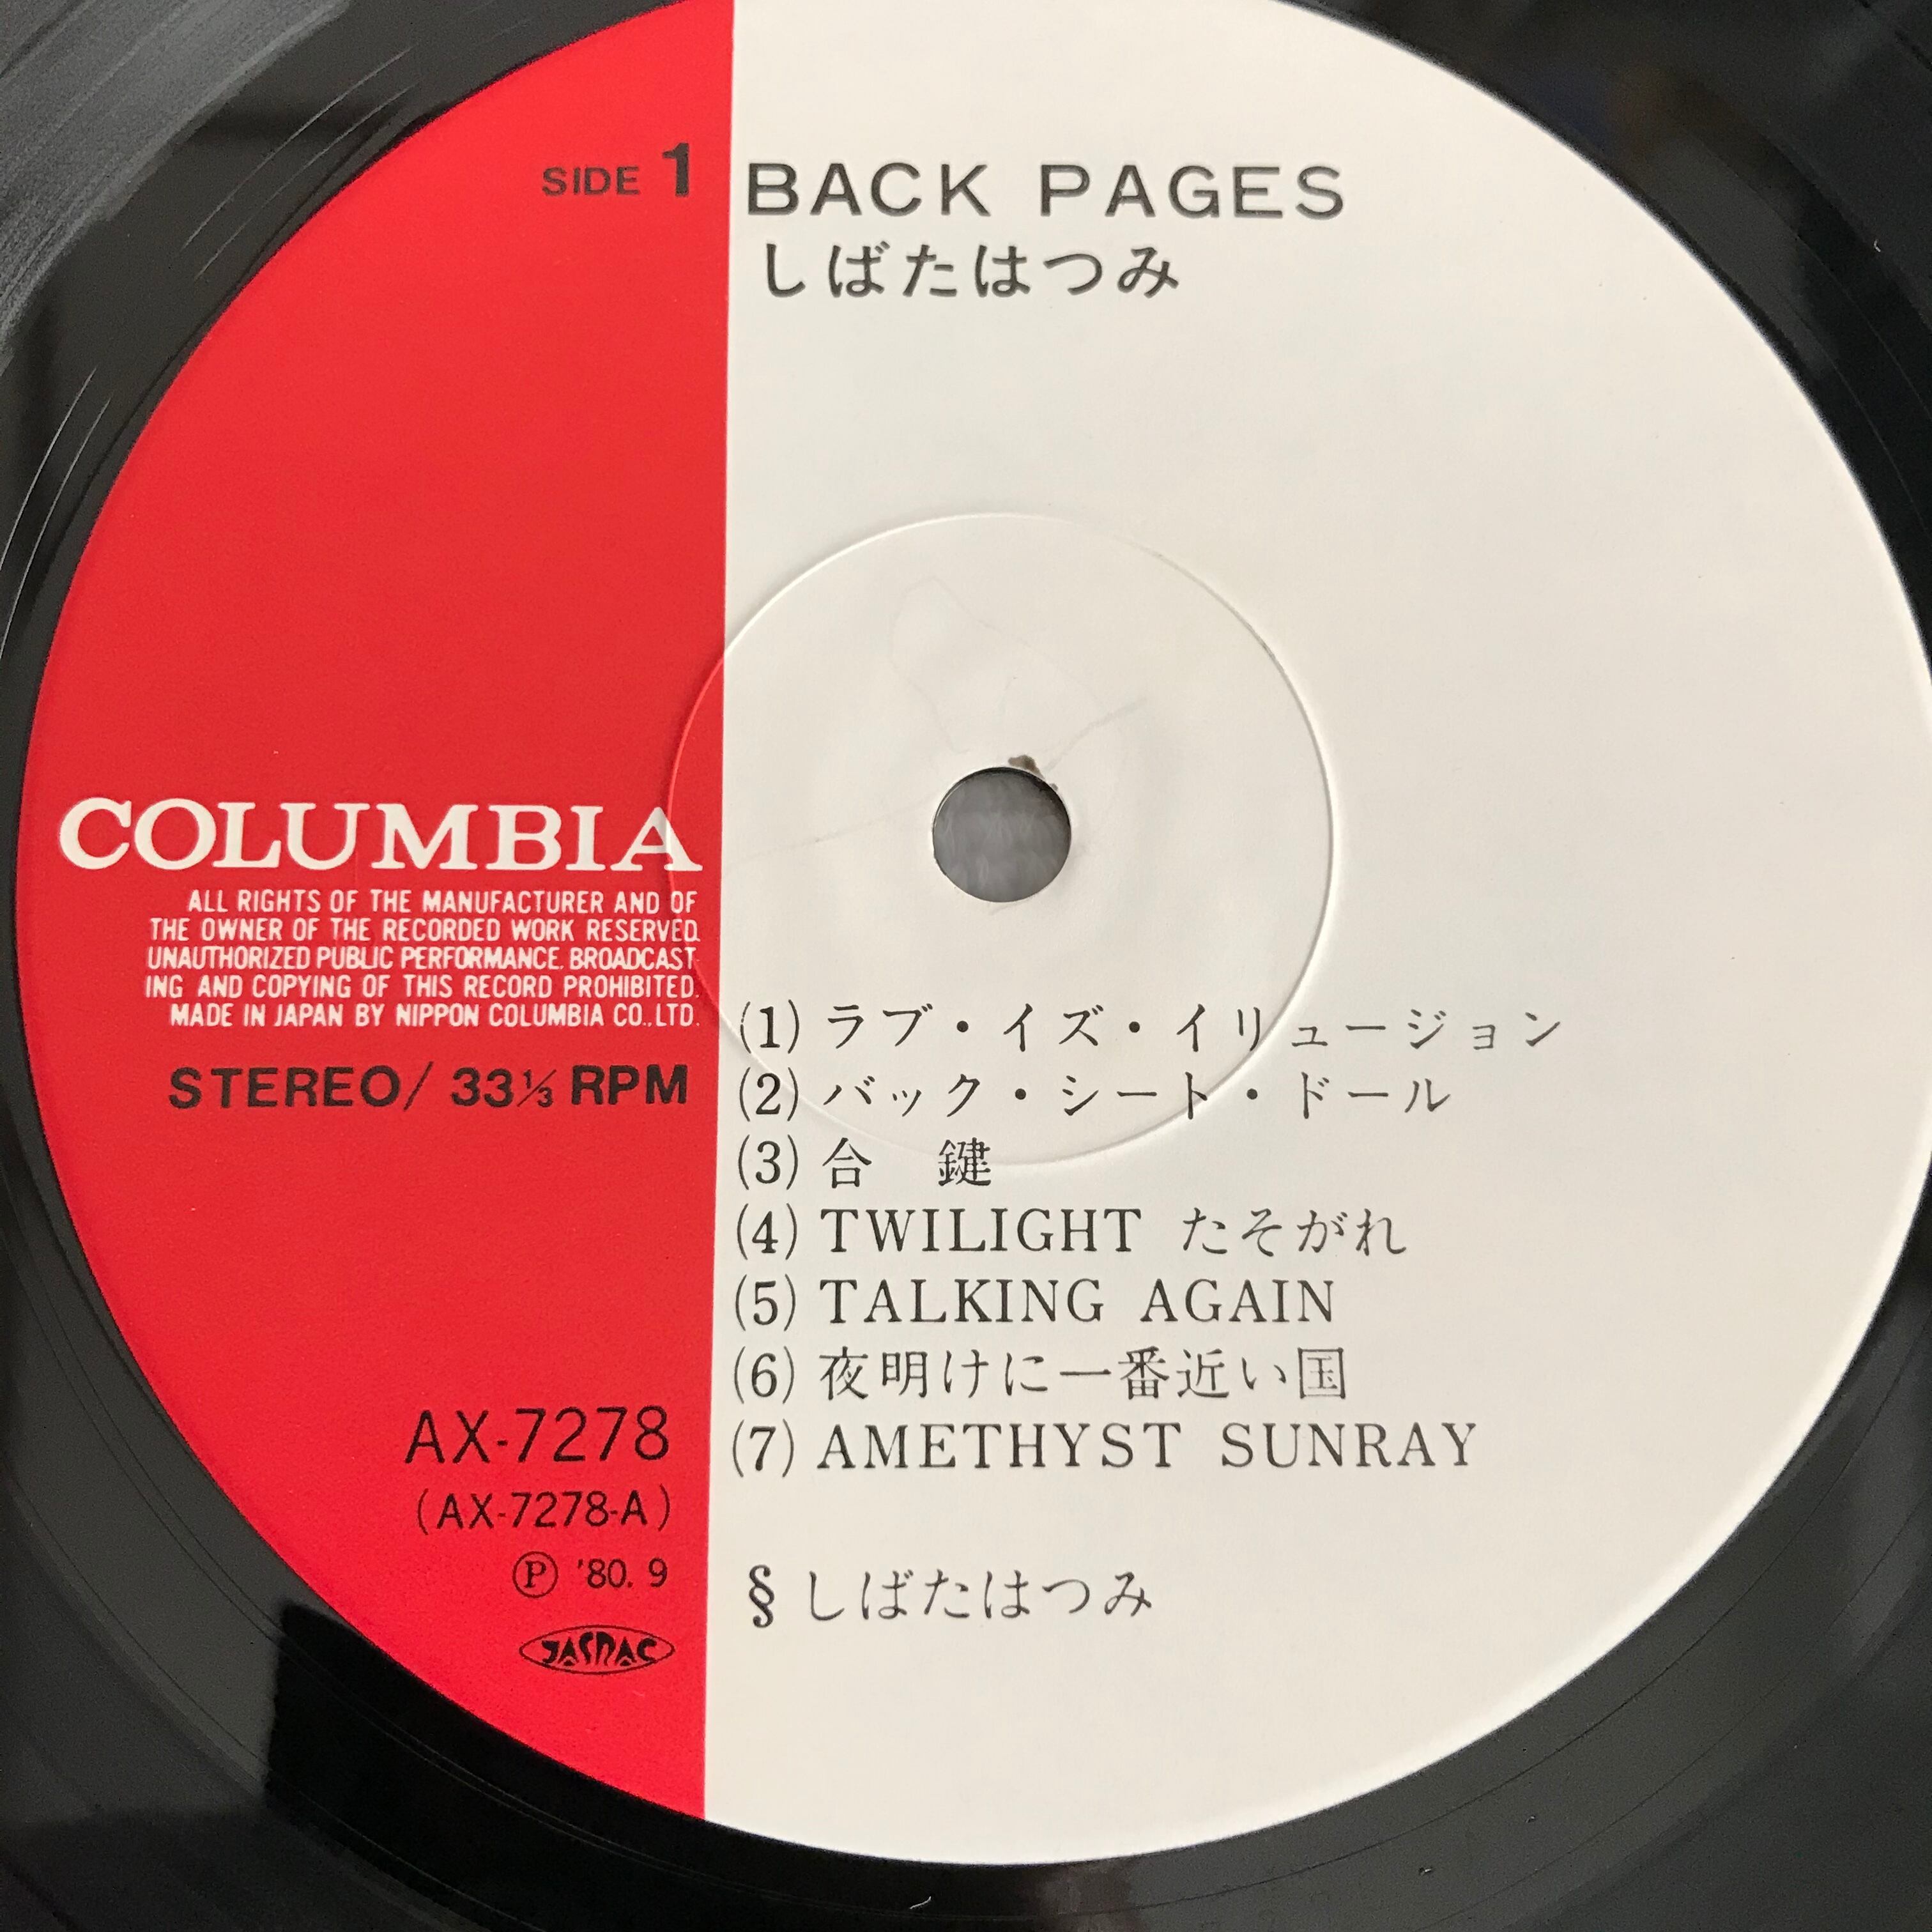 SIDE 1
BACK PAGES
しばたはつみ
COLUMBIA
ALL RIGHTS OF THE MANUFACTURER AND OF
THE OWNER OF THE RECORDED WORK RESERVED.
UNAUTHORIZED PUBLIC PERFORMANCE. BROADCAST-
ING AND COPYING OF THIS RECORD PROHIBITED.
MADE IN JAPAN BY NIPPON COLUMBIA CO.,LTD.
STEREO/ 33⅓ RPM
(1) ラブ・イズ・イリュージョン
(2) バック・シート・ドール
(3) 合 鍵
(4) TWILIGHT たそがれ
(5) TALKING AGAIN
(6) 夜明けに一番近い国
(7) AMETHYST SUNRAY
AX-7278
(AX-7278-A)
Ⓟ '80. 9
JASRAC
§ しばたはつみ